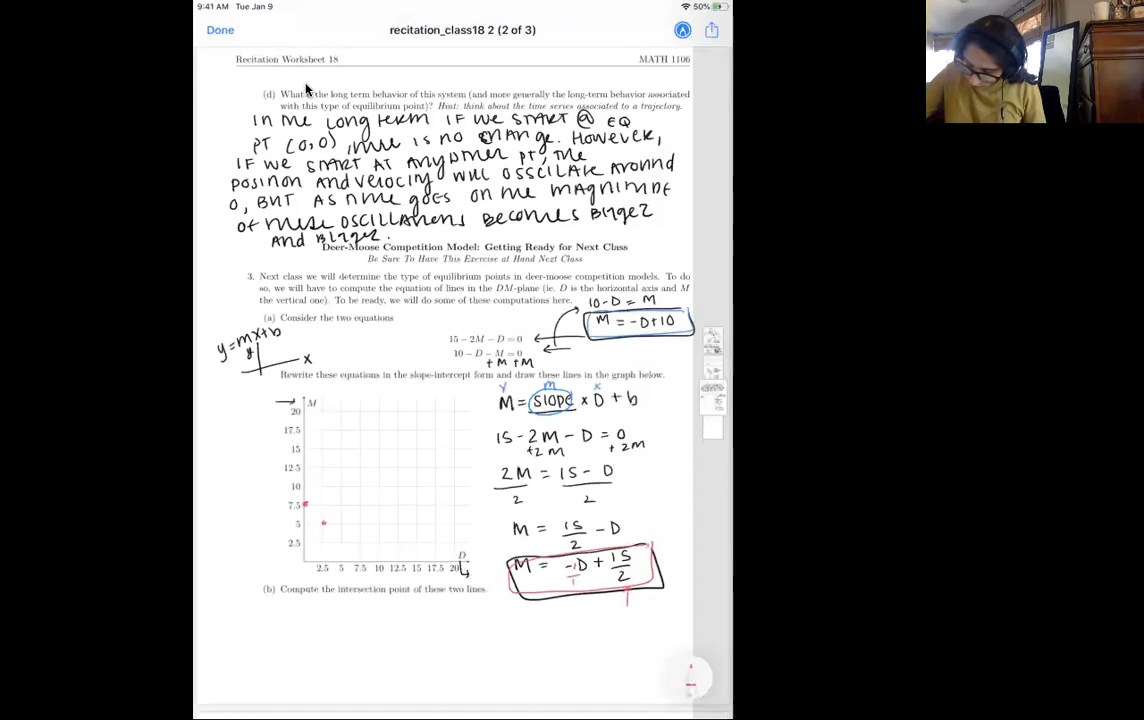 9:41 AM Tue Jan 9
50%
Done
recitation_class18 2 (2 of 3)
Recitation Worksheet 18
MATH 1106
(d) What is the long term behavior of this system (and more generally the long-term behavior associated
with this type of equilibrium point)? Hint: think about the time series associated to a trajectory.
In the long term IF we START @ EQ
PT (0,0), there is no change. However,
IF we START AT Any other PT, the
position and velocity will osscilate Around
0, BUT AS time goes on the MAgnitude
of these OSCILLATIONS Becomes Bigger
And Bigger.
Deer-Moose Competition Model: Getting Ready for Next Class
Be Sure To Have This Exercise at Hand Next Class
3. Next class we will determine the type of equilibrium points in deer-moose competition models. To do
so, we will have to compute the equation of lines in the DM-plane (ie. D is the horizontal axis and M
the vertical one). To be ready, we will do some of these computations here.
10 - D = M
M = -D+10
(a) Consider the two equations
y=mx+b
y
x
15 − 2M − D = 0
10 − D − M = 0
+M +M
Rewrite these equations in the slope-intercept form and draw these lines in the graph below.
Y m x
M = slope × D + b
15 - 2M - D = 0
+2M +2M
2M = 15 - D
2 2
M = 15/2 - D
M = -1D/1 + 15/2
M
20
17.5
15
12.5
10
7.5
5
2.5
D
2.5 5 7.5 10 12.5 15 17.5 20
(b) Compute the intersection point of these two lines.